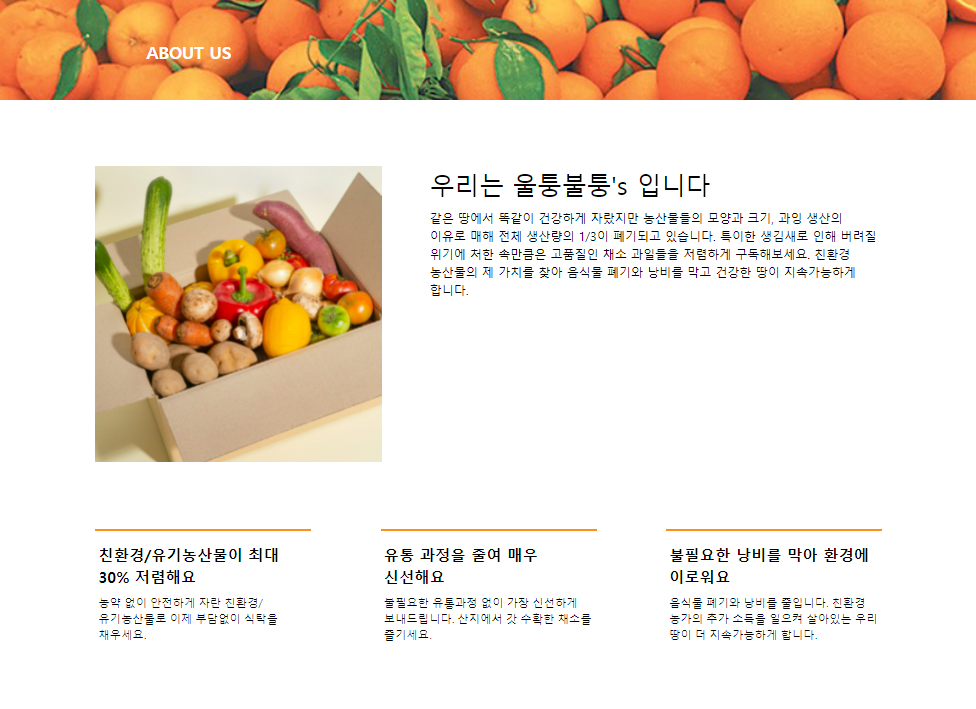 ABOUT US
우리는 울퉁불퉁's 입니다
같은 땅에서 똑같이 건강하게 자랐지만 농산물들의 모양과 크기, 과잉 생산의
이유로 매해 전체 생산량의 1/3이 폐기되고 있습니다. 특이한 생김새로 인해 버려질
위기에 처한 속만큼은 고품질인 채소 과일들을 저렴하게 구독해보세요. 친환경
농산물의 제 가치를 찾아 음식물 폐기와 낭비를 막고 건강한 땅이 지속가능하게
합니다.
친환경/유기농산물이 최대
30% 저렴해요
농약 없이 안전하게 자란 친환경/
유기농산물로 이제 부담없이 식탁을
채우세요.
유통 과정을 줄여 매우
신선해요
불필요한 유통과정 없이 가장 신선하게
보내드립니다. 산지에서 갓 수확한 채소를
즐기세요.
불필요한 낭비를 막아 환경에
이로워요
음식물 폐기와 낭비를 줄입니다. 친환경
농가의 추가 소득을 일으켜 살아있는 우리
땅이 더 지속가능하게 합니다.